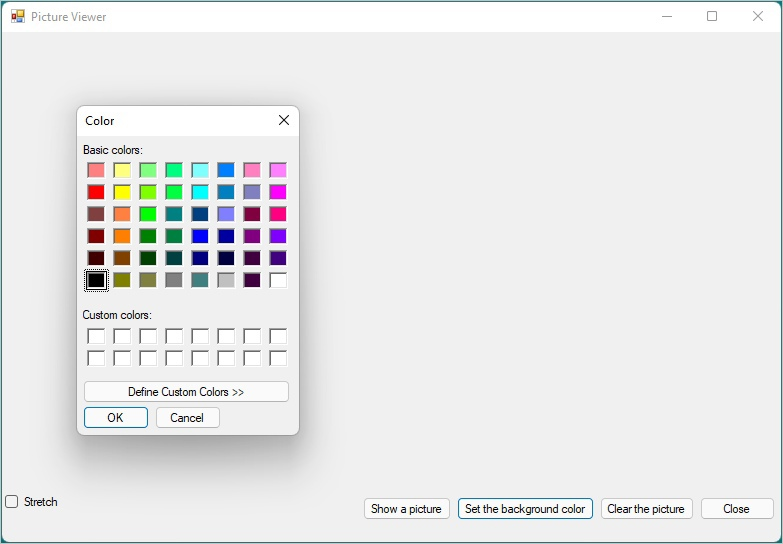 Picture Viewer
Color
Basic colors:
Custom colors:
Define Custom Colors >>
OK Cancel
Stretch
Show a picture Set the background color Clear the picture Close